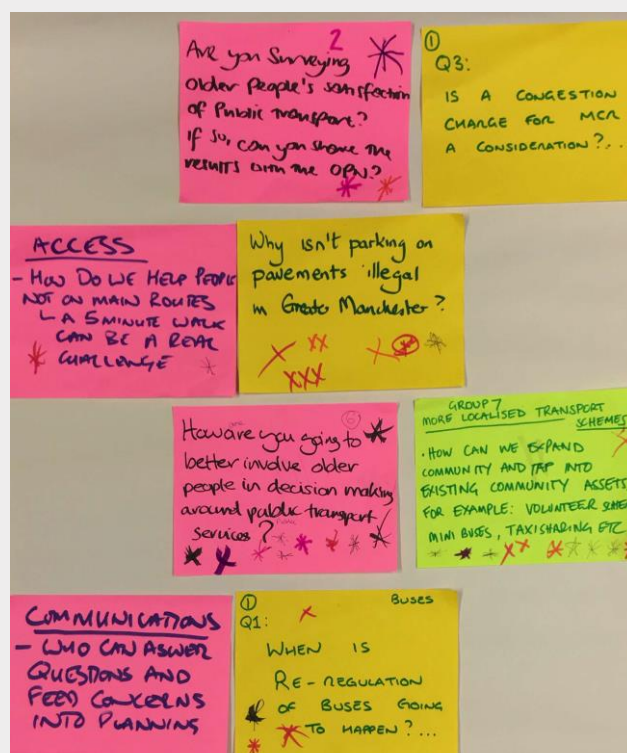 2
Are you Surveying
older People's satisfaction
of Public Transport?
If so, can you share the
results with the OPN?
①
Q3:
IS A CONGESTION
CHARGE FOR MCR
A CONSIDERATION?...
ACCESS
- HOW DO WE HELP PEOPLE
NOT ON MAIN ROUTES
↳ A 5 MINUTE WALK
CAN BE A REAL
CHALLENGE
Why isn't parking on
pavements illegal
in Greater Manchester?
How are you going to
better involve older
people in decision making
around public transport
services?
GROUP 7
MORE LOCALISED TRANSPORT
SCHEMES
• HOW CAN WE EXPAND
COMMUNITY AND TAP INTO
EXISTING COMMUNITY ASSETS
FOR EXAMPLE: VOLUNTEER
MINI BUSES, TAXISHARING ETC
COMMUNICATIONS
- WHO CAN ASWER
QUESTIONS AND
FEED CONCERNS
INTO PLANNING
① BUSES
Q1:
WHEN IS
RE-REGULATION
OF BUSES GOING
TO HAPPEN?...